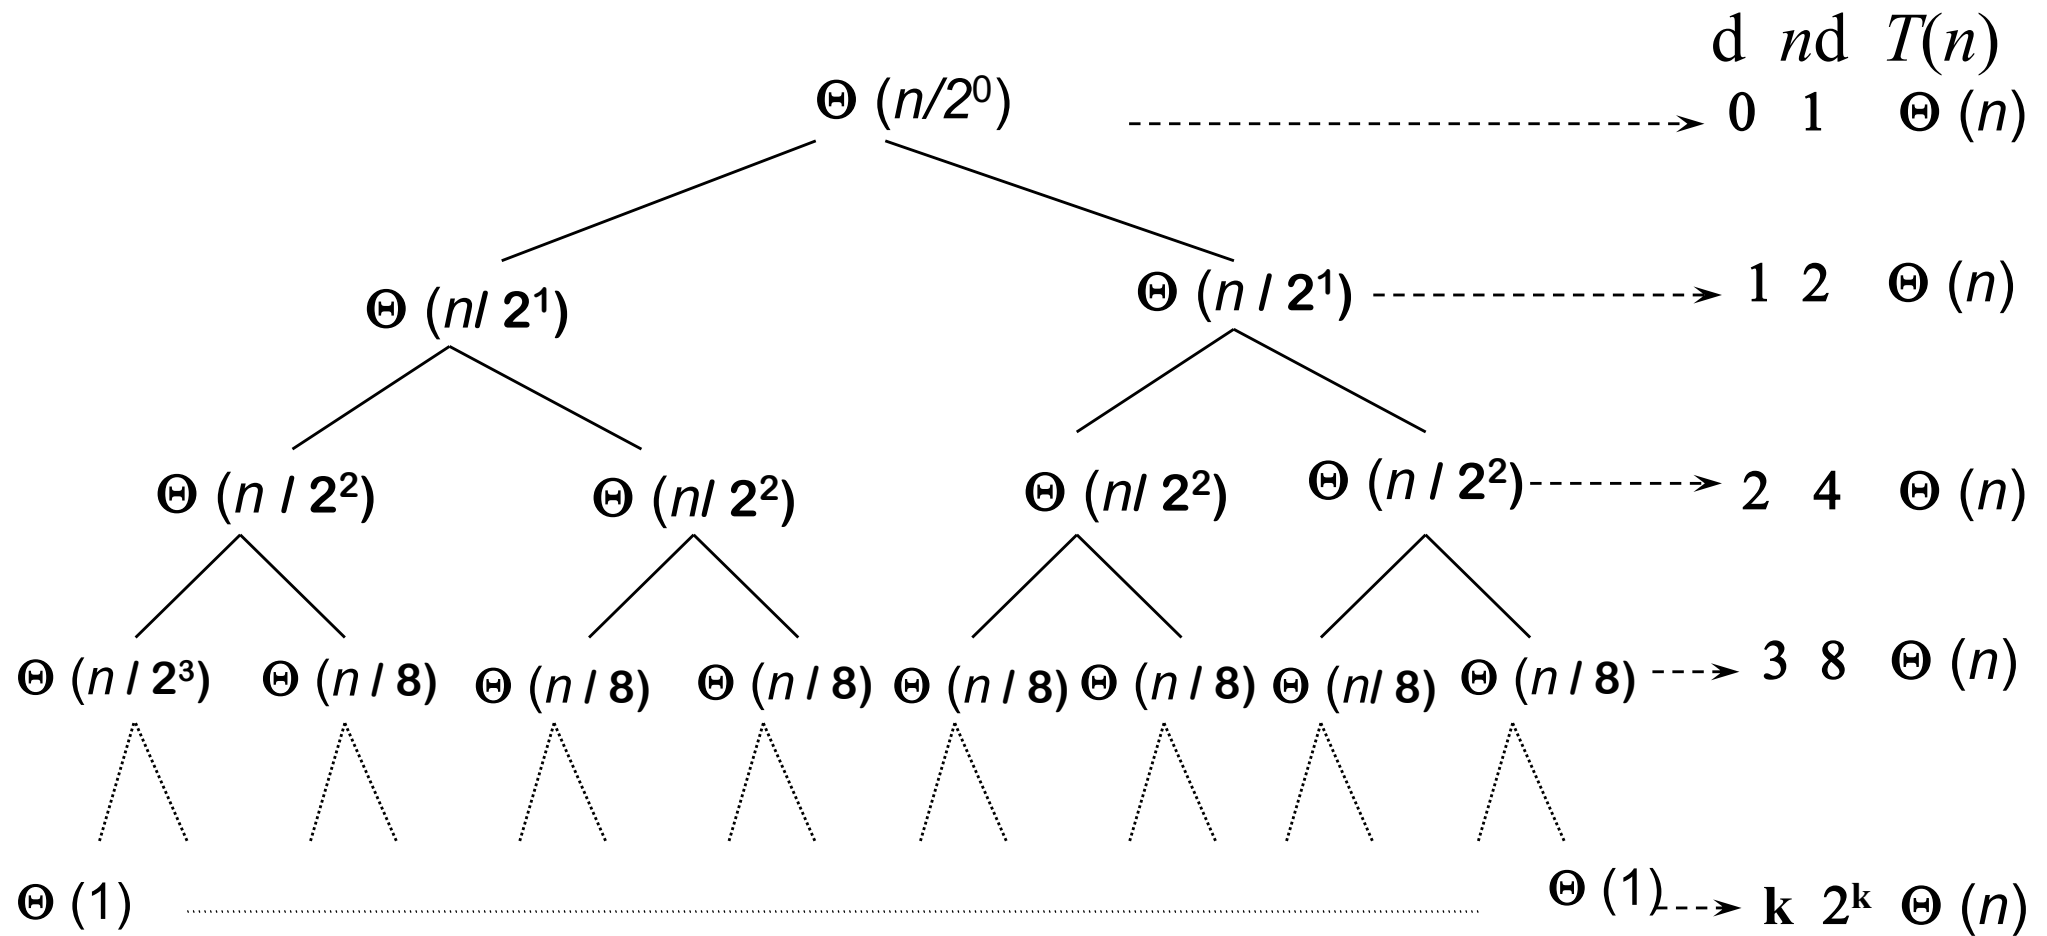 d nd T(n)
Θ (n/2⁰) 0 1 Θ (n)
Θ (n/ 2¹) Θ (n / 2¹) 1 2 Θ (n)
Θ (n / 2²) Θ (n/ 2²) Θ (n/ 2²) Θ (n / 2²) 2 4 Θ (n)
Θ (n / 2³) Θ (n / 8) Θ (n / 8) Θ (n / 8) Θ (n / 8) Θ (n / 8) Θ (n/ 8) Θ (n / 8) 3 8 Θ (n)
Θ (1) Θ (1) k 2ᵏ Θ (n)